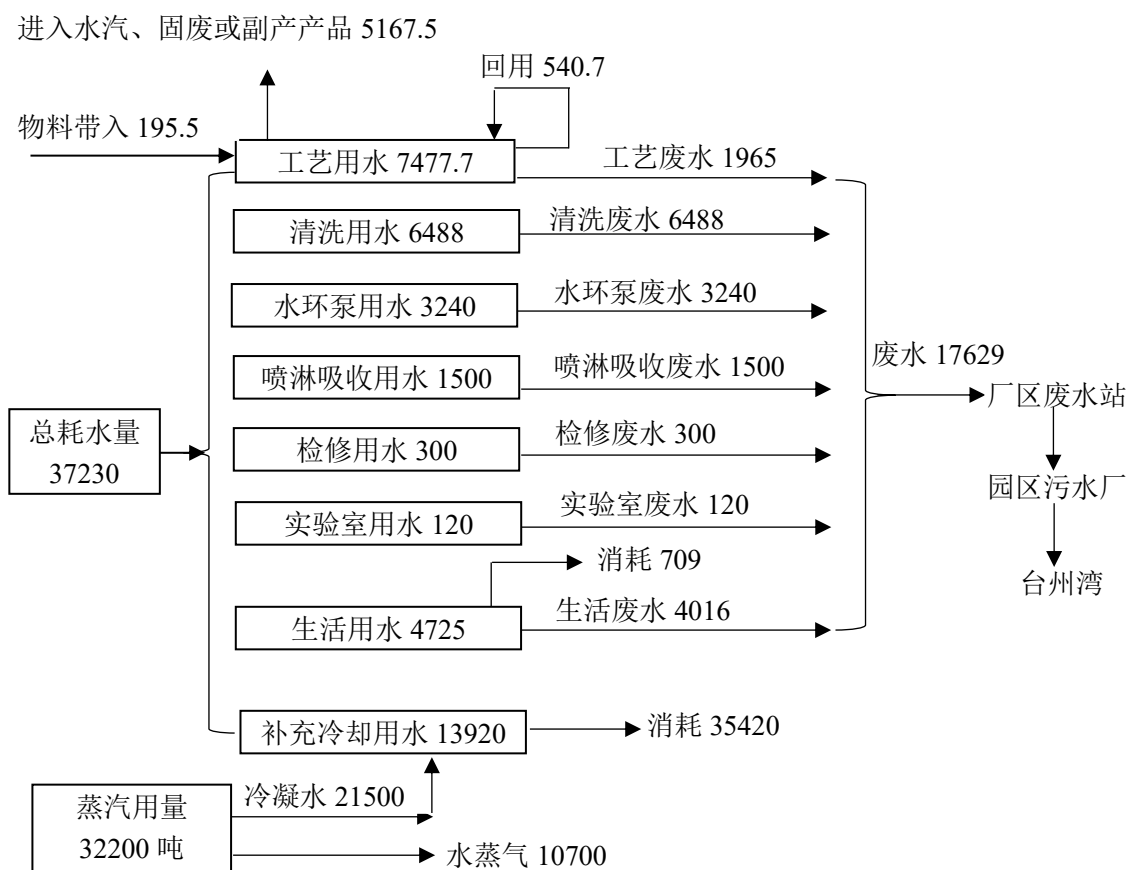 进入水汽、固废或副产产品 5167.5
回用 540.7
物料带入 195.5
工艺用水 7477.7
工艺废水 1965
清洗用水 6488
清洗废水 6488
水环泵用水 3240
水环泵废水 3240
喷淋吸收用水 1500
喷淋吸收废水 1500
废水 17629
厂区废水站
总耗水量
37230
检修用水 300
检修废水 300
园区污水厂
实验室用水 120
实验室废水 120
消耗 709
台州湾
生活用水 4725
生活废水 4016
补充冷却用水 13920
消耗 35420
蒸汽用量
32200 吨
冷凝水 21500
水蒸气 10700